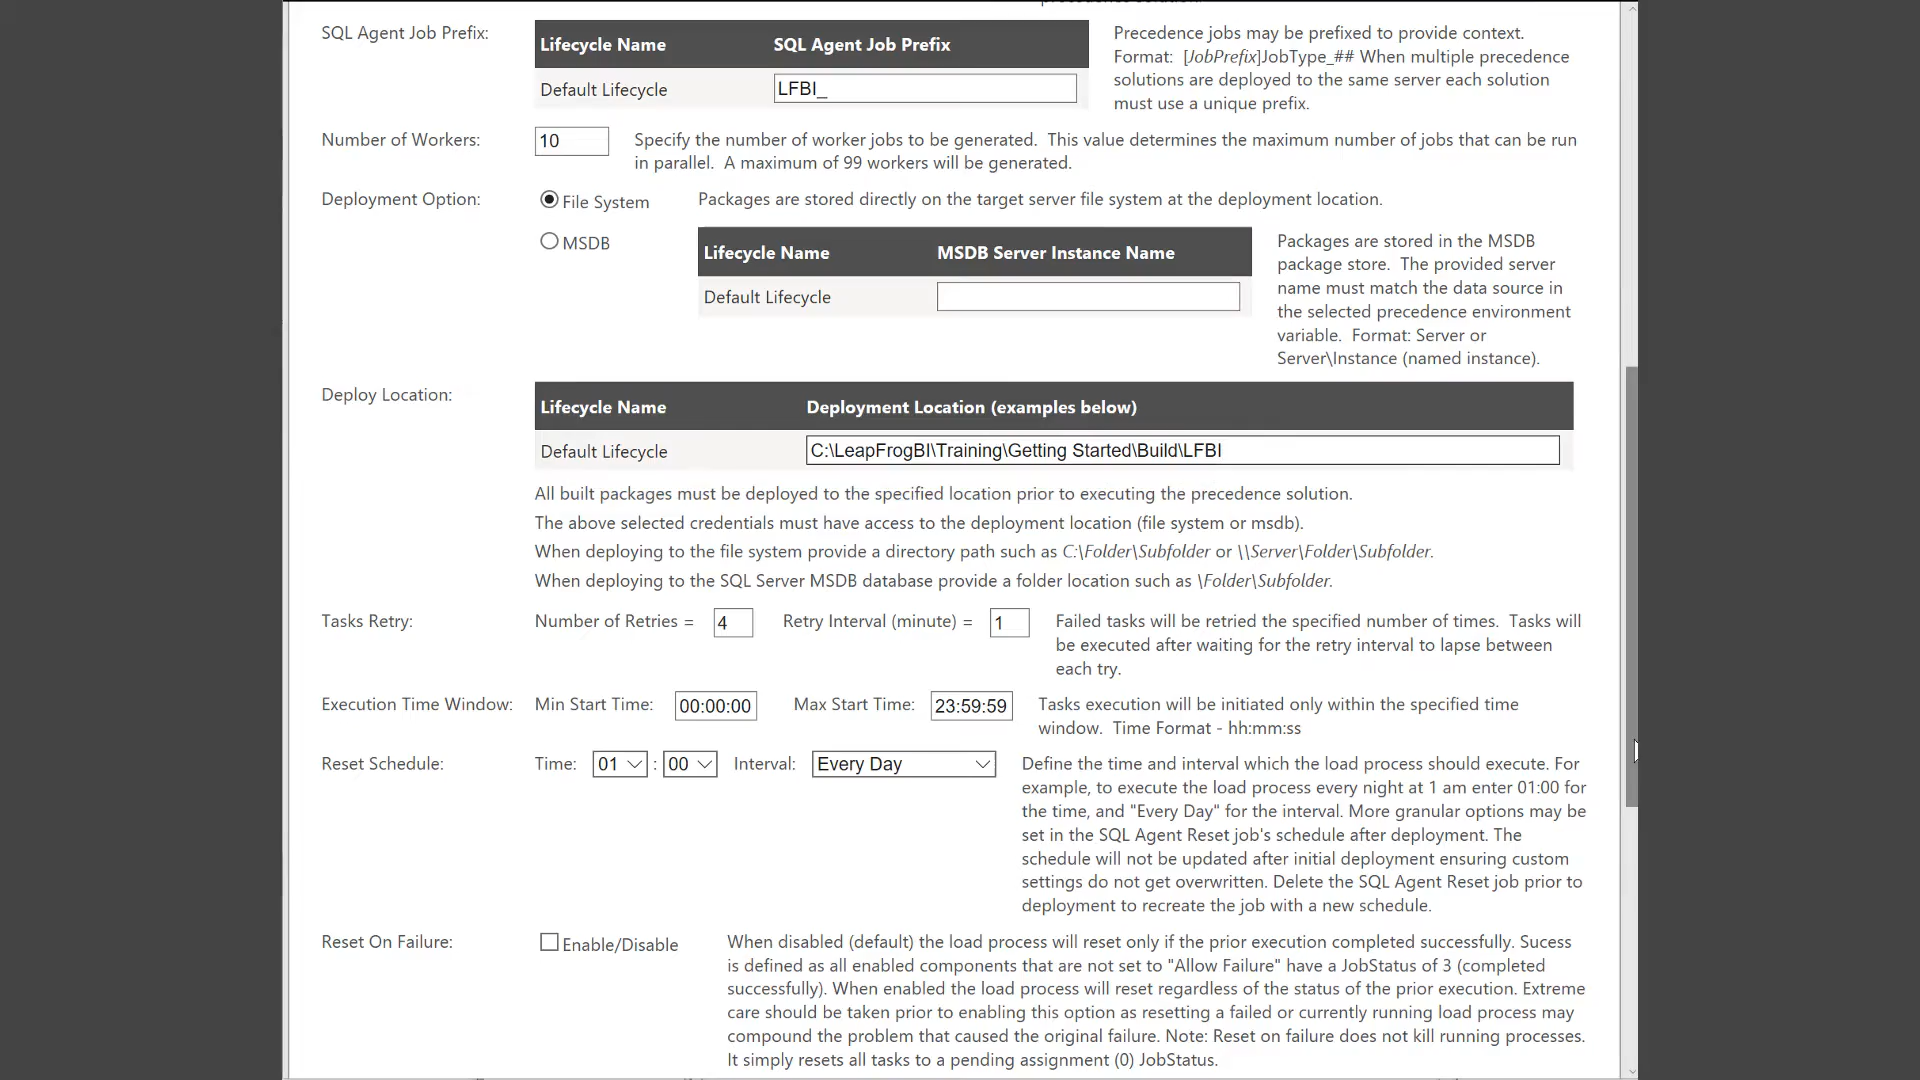 SQL Agent Job Prefix:
Lifecycle Name SQL Agent Job Prefix
Default Lifecycle LFBI_
Precedence jobs may be prefixed to provide context.
Format: [JobPrefix]JobType_## When multiple precedence
solutions are deployed to the same server each solution
must use a unique prefix.
Number of Workers: 10
Specify the number of worker jobs to be generated. This value determines the maximum number of jobs that can be run
in parallel. A maximum of 99 workers will be generated.
Deployment Option: File System Packages are stored directly on the target server file system at the deployment location.
MSDB
Lifecycle Name MSDB Server Instance Name
Default Lifecycle
Packages are stored in the MSDB
package store. The provided server
name must match the data source in
the selected precedence environment
variable. Format: Server or
Server\Instance (named instance).
Deploy Location:
Lifecycle Name Deployment Location (examples below)
Default Lifecycle C:\LeapFrogBI\Training\Getting Started\Build\LFBI
All built packages must be deployed to the specified location prior to executing the precedence solution.
The above selected credentials must have access to the deployment location (file system or msdb).
When deploying to the file system provide a directory path such as C:\Folder\Subfolder or \\Server\Folder\Subfolder.
When deploying to the SQL Server MSDB database provide a folder location such as \Folder\Subfolder.
Tasks Retry: Number of Retries = 4 Retry Interval (minute) = 1
Failed tasks will be retried the specified number of times. Tasks will
be executed after waiting for the retry interval to lapse between
each try.
Execution Time Window: Min Start Time: 00:00:00 Max Start Time: 23:59:59
Tasks execution will be initiated only within the specified time
window. Time Format - hh:mm:ss
Reset Schedule: Time: 01 : 00 Interval: Every Day
Define the time and interval which the load process should execute. For
example, to execute the load process every night at 1 am enter 01:00 for
the time, and "Every Day" for the interval. More granular options may be
set in the SQL Agent Reset job's schedule after deployment. The
schedule will not be updated after initial deployment ensuring custom
settings do not get overwritten. Delete the SQL Agent Reset job prior to
deployment to recreate the job with a new schedule.
Reset On Failure: Enable/Disable
When disabled (default) the load process will reset only if the prior execution completed successfully. Sucess
is defined as all enabled components that are not set to "Allow Failure" have a JobStatus of 3 (completed
successfully). When enabled the load process will reset regardless of the status of the prior execution. Extreme
care should be taken prior to enabling this option as resetting a failed or currently running load process may
compound the problem that caused the original failure. Note: Reset on failure does not kill running processes.
It simply resets all tasks to a pending assignment (0) JobStatus.